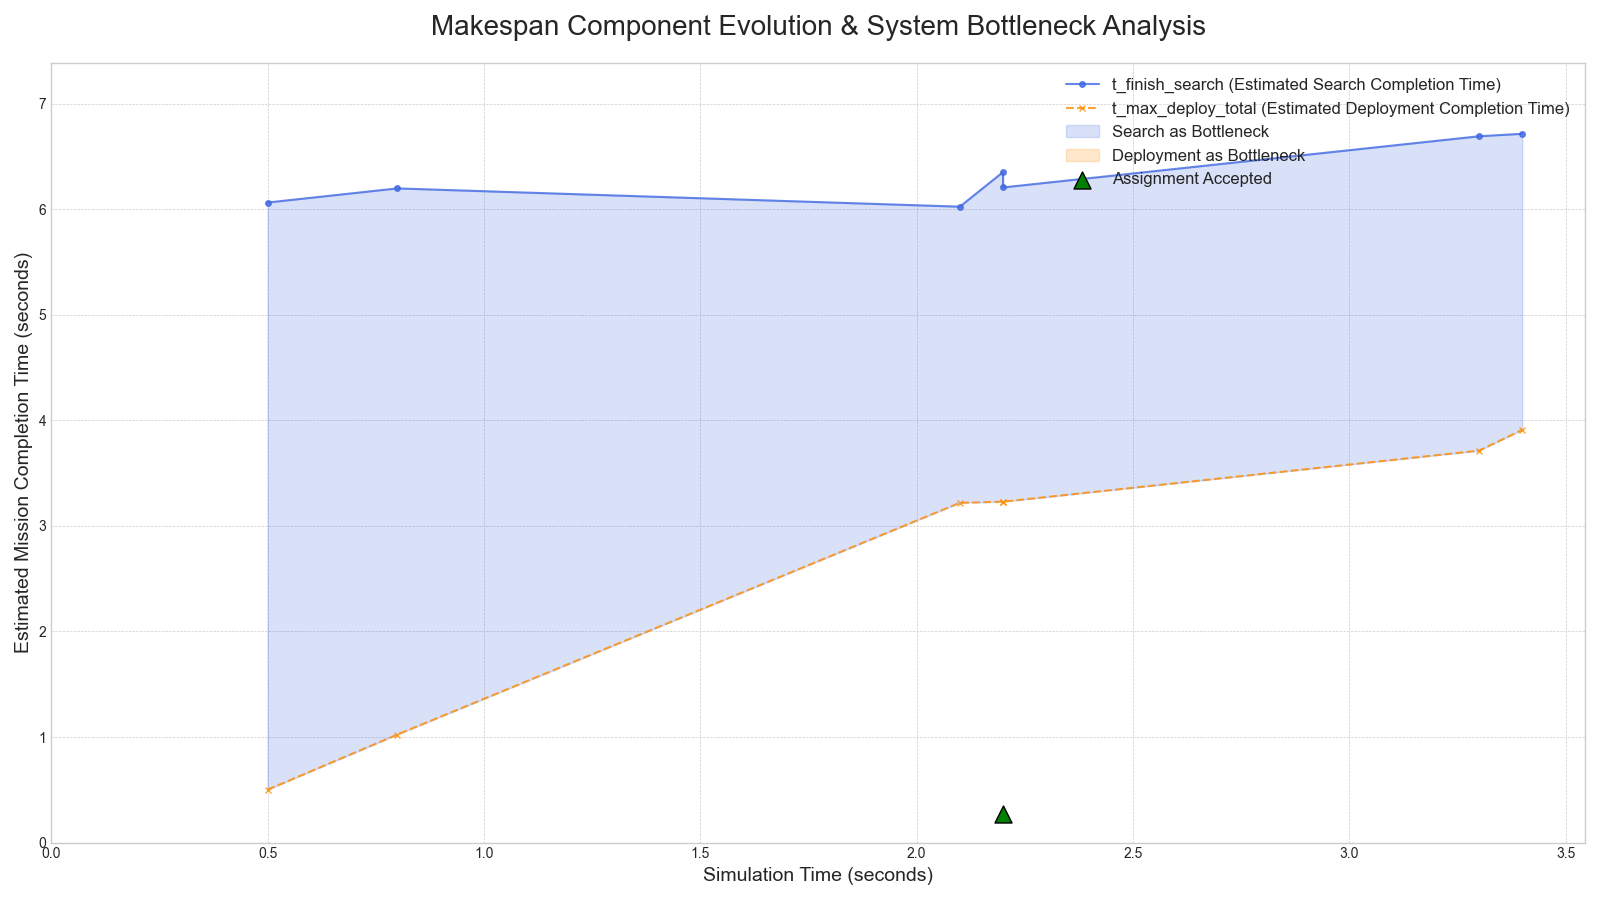 Makespan Component Evolution & System Bottleneck Analysis
t_finish_search (Estimated Search Completion Time)
t_max_deploy_total (Estimated Deployment Completion Time)
Search as Bottleneck
Deployment as Bottleneck
Assignment Accepted
Estimated Mission Completion Time (seconds)
7
6
5
4
3
2
1
0
0.0 0.5 1.0 1.5 2.0 2.5 3.0 3.5
Simulation Time (seconds)